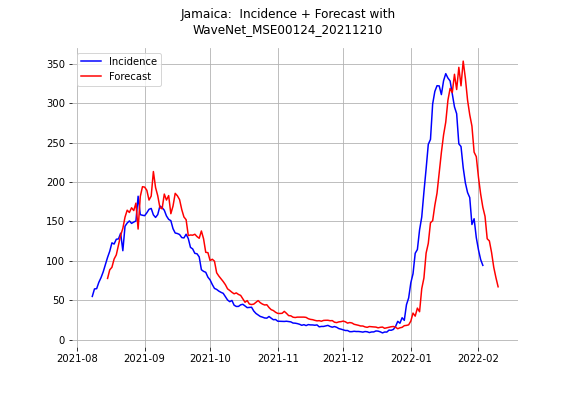 Jamaica:  Incidence + Forecast with
WaveNet_MSE00124_20211210
Incidence
Forecast
350
300
250
200
150
100
50
0
2021-08 2021-09 2021-10 2021-11 2021-12 2022-01 2022-02